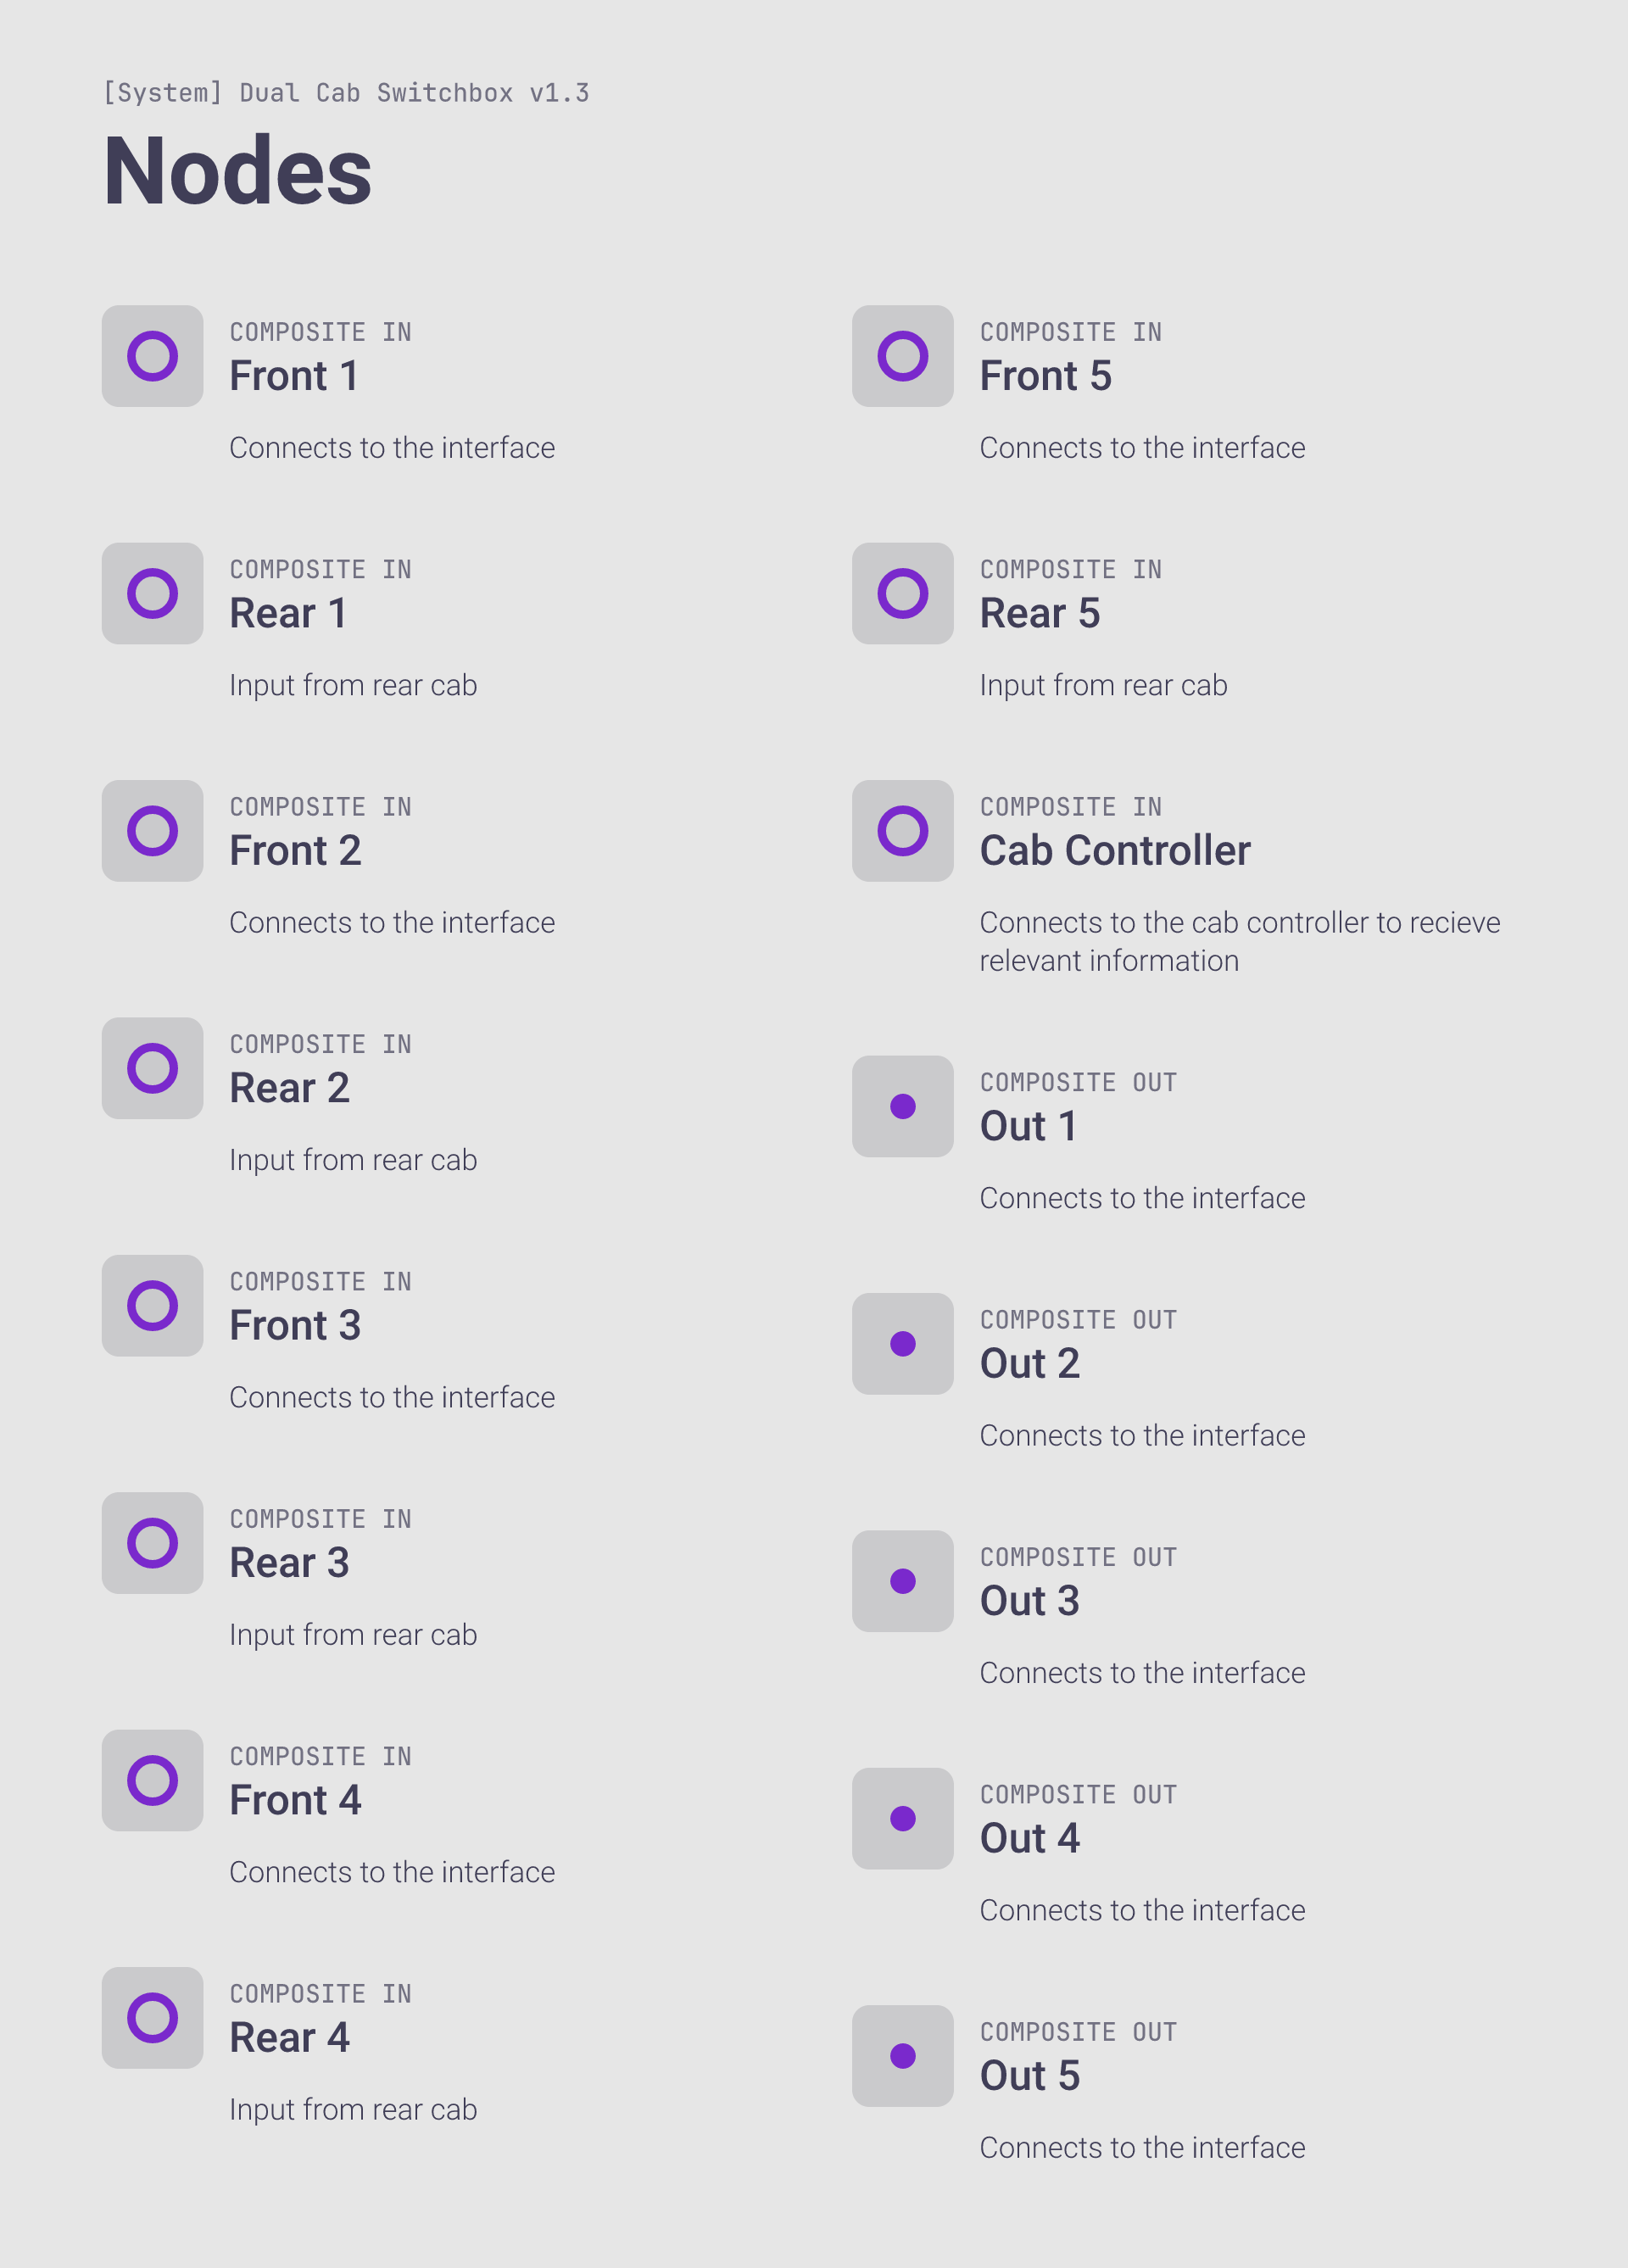 [System] Dual Cab Switchbox v1.3
Nodes
COMPOSITE IN
Front 1
Connects to the interface
COMPOSITE IN
Rear 1
Input from rear cab
COMPOSITE IN
Front 2
Connects to the interface
COMPOSITE IN
Rear 2
Input from rear cab
COMPOSITE IN
Front 3
Connects to the interface
COMPOSITE IN
Rear 3
Input from rear cab
COMPOSITE IN
Front 4
Connects to the interface
COMPOSITE IN
Rear 4
Input from rear cab
COMPOSITE IN
Front 5
Connects to the interface
COMPOSITE IN
Rear 5
Input from rear cab
COMPOSITE IN
Cab Controller
Connects to the cab controller to recieve
relevant information
COMPOSITE OUT
Out 1
Connects to the interface
COMPOSITE OUT
Out 2
Connects to the interface
COMPOSITE OUT
Out 3
Connects to the interface
COMPOSITE OUT
Out 4
Connects to the interface
COMPOSITE OUT
Out 5
Connects to the interface